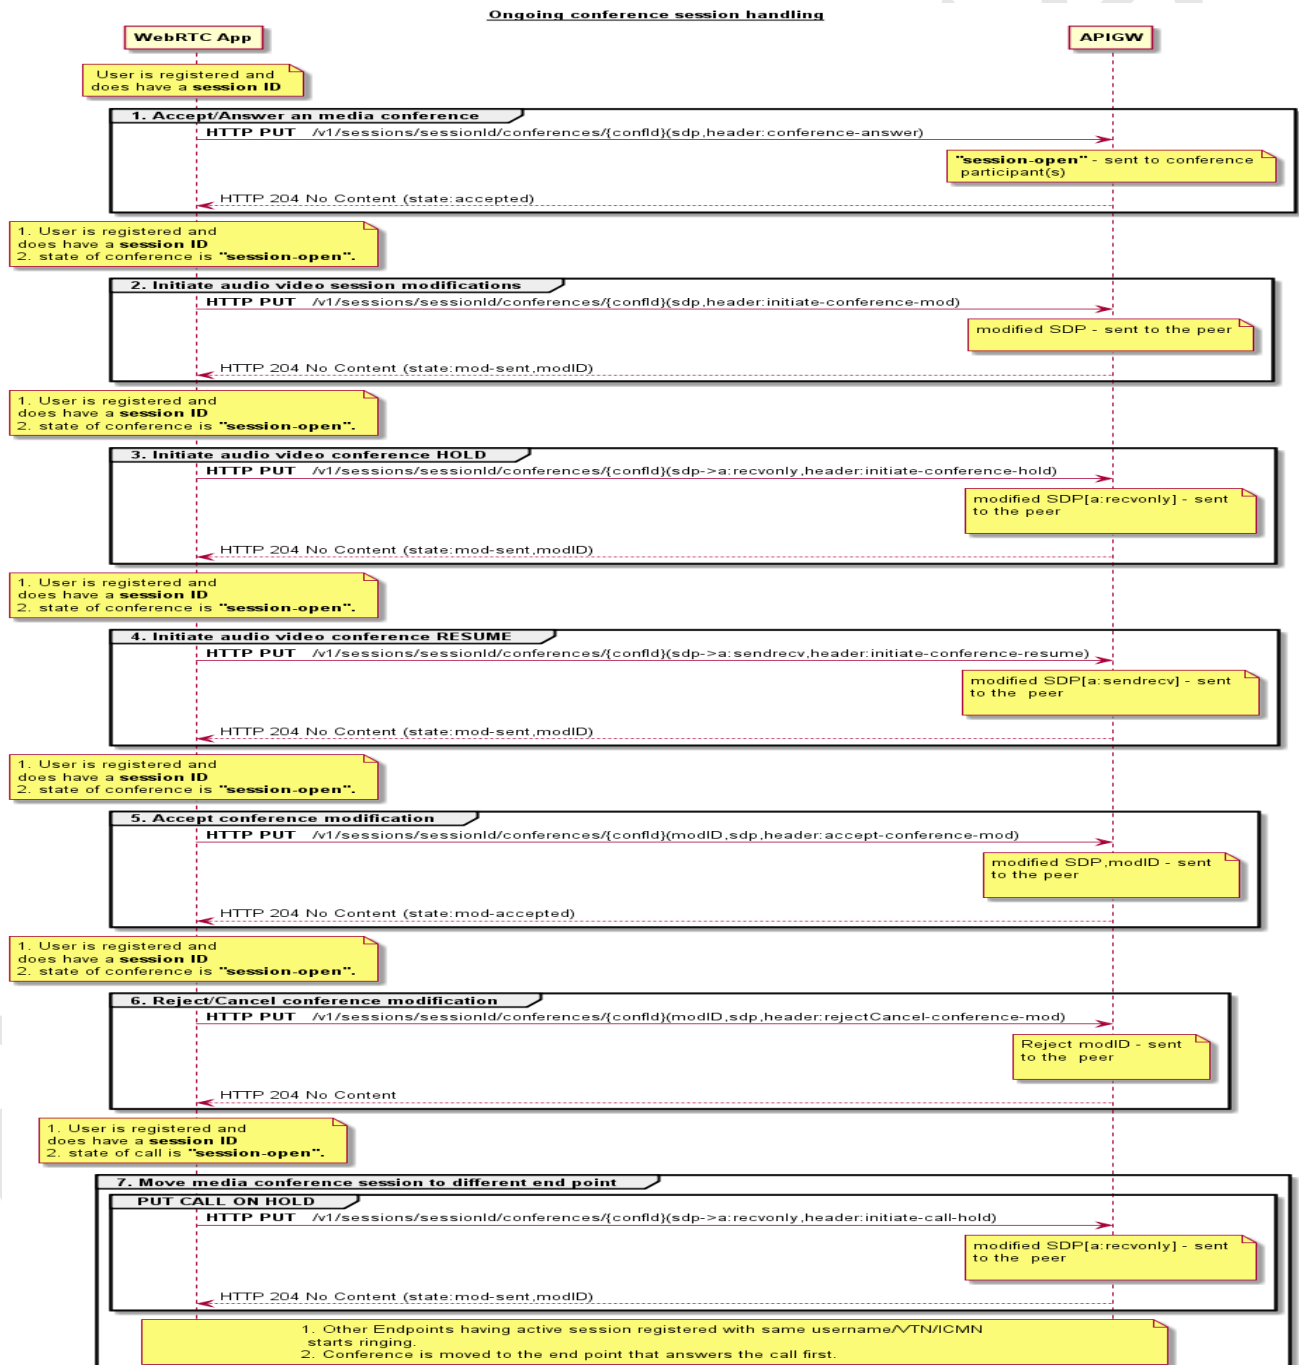 Ongoing conference session handling
WebRTC App
APIGW
User is registered and
does have a session ID
1. Accept/Answer an media conference
HTTP PUT /v1/sessions/sessionId/conferences/{confId}(sdp,header:conference-answer)
"session-open" - sent to conference
participant(s)
HTTP 204 No Content (state:accepted)
1. User is registered and
does have a session ID
2. state of conference is "session-open".
2. Initiate audio video session modifications
HTTP PUT /v1/sessions/sessionId/conferences/{confId}(sdp,header:initiate-conference-mod)
modified SDP - sent to the peer
HTTP 204 No Content (state:mod-sent,modID)
1. User is registered and
does have a session ID
2. state of conference is "session-open".
3. Initiate audio video conference HOLD
HTTP PUT /v1/sessions/sessionId/conferences/{confId}(sdp->a:recvonly,header:initiate-conference-hold)
modified SDP[a:recvonly] - sent
to the peer
HTTP 204 No Content (state:mod-sent,modID)
1. User is registered and
does have a session ID
2. state of conference is "session-open".
4. Initiate audio video conference RESUME
HTTP PUT /v1/sessions/sessionId/conferences/{confId}(sdp->a:sendrecv,header:initiate-conference-resume)
modified SDP[a:sendrecv] - sent
to the peer
HTTP 204 No Content (state:mod-sent,modID)
1. User is registered and
does have a session ID
2. state of conference is "session-open".
5. Accept conference modification
HTTP PUT /v1/sessions/sessionId/conferences/{confId}(modID,sdp,header:accept-conference-mod)
modified SDP,modID - sent
to the peer
HTTP 204 No Content (state:mod-accepted)
1. User is registered and
does have a session ID
2. state of conference is "session-open".
6. Reject/Cancel conference modification
HTTP PUT /v1/sessions/sessionId/conferences/{confId}(modID,sdp,header:rejectCancel-conference-mod)
Reject modID - sent
to the peer
HTTP 204 No Content
1. User is registered and
does have a session ID
2. state of call is "session-open".
7. Move media conference session to different end point
PUT CALL ON HOLD
HTTP PUT /v1/sessions/sessionId/conferences/{confId}(sdp->a:recvonly,header:initiate-call-hold)
modified SDP[a:recvonly] - sent
to the peer
HTTP 204 No Content (state:mod-sent,modID)
1. Other Endpoints having active session registered with same username/VTN/ICMN
starts ringing.
2. Conference is moved to the end point that answers the call first.